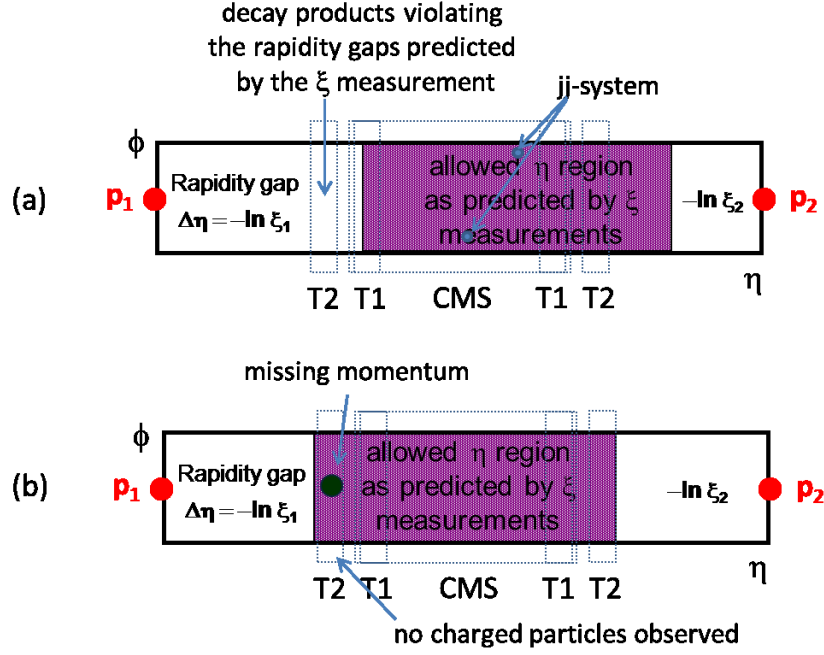 decay products violating
the rapidity gaps predicted
by the ξ measurement
jj-system
ϕ
(a)
p₁
Rapidity gap
Δη=−ln ξ₁
allowed η region
as predicted by ξ
measurements
−ln ξ₂
p₂
η
T2 T1 CMS T1 T2
missing momentum
ϕ
(b)
p₁
Rapidity gap
Δη=−ln ξ₁
allowed η region
as predicted by ξ
measurements
−ln ξ₂
p₂
η
T2 T1 CMS T1 T2
no charged particles observed